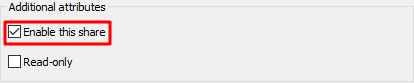 Additional attributes
Enable this share
Read-only